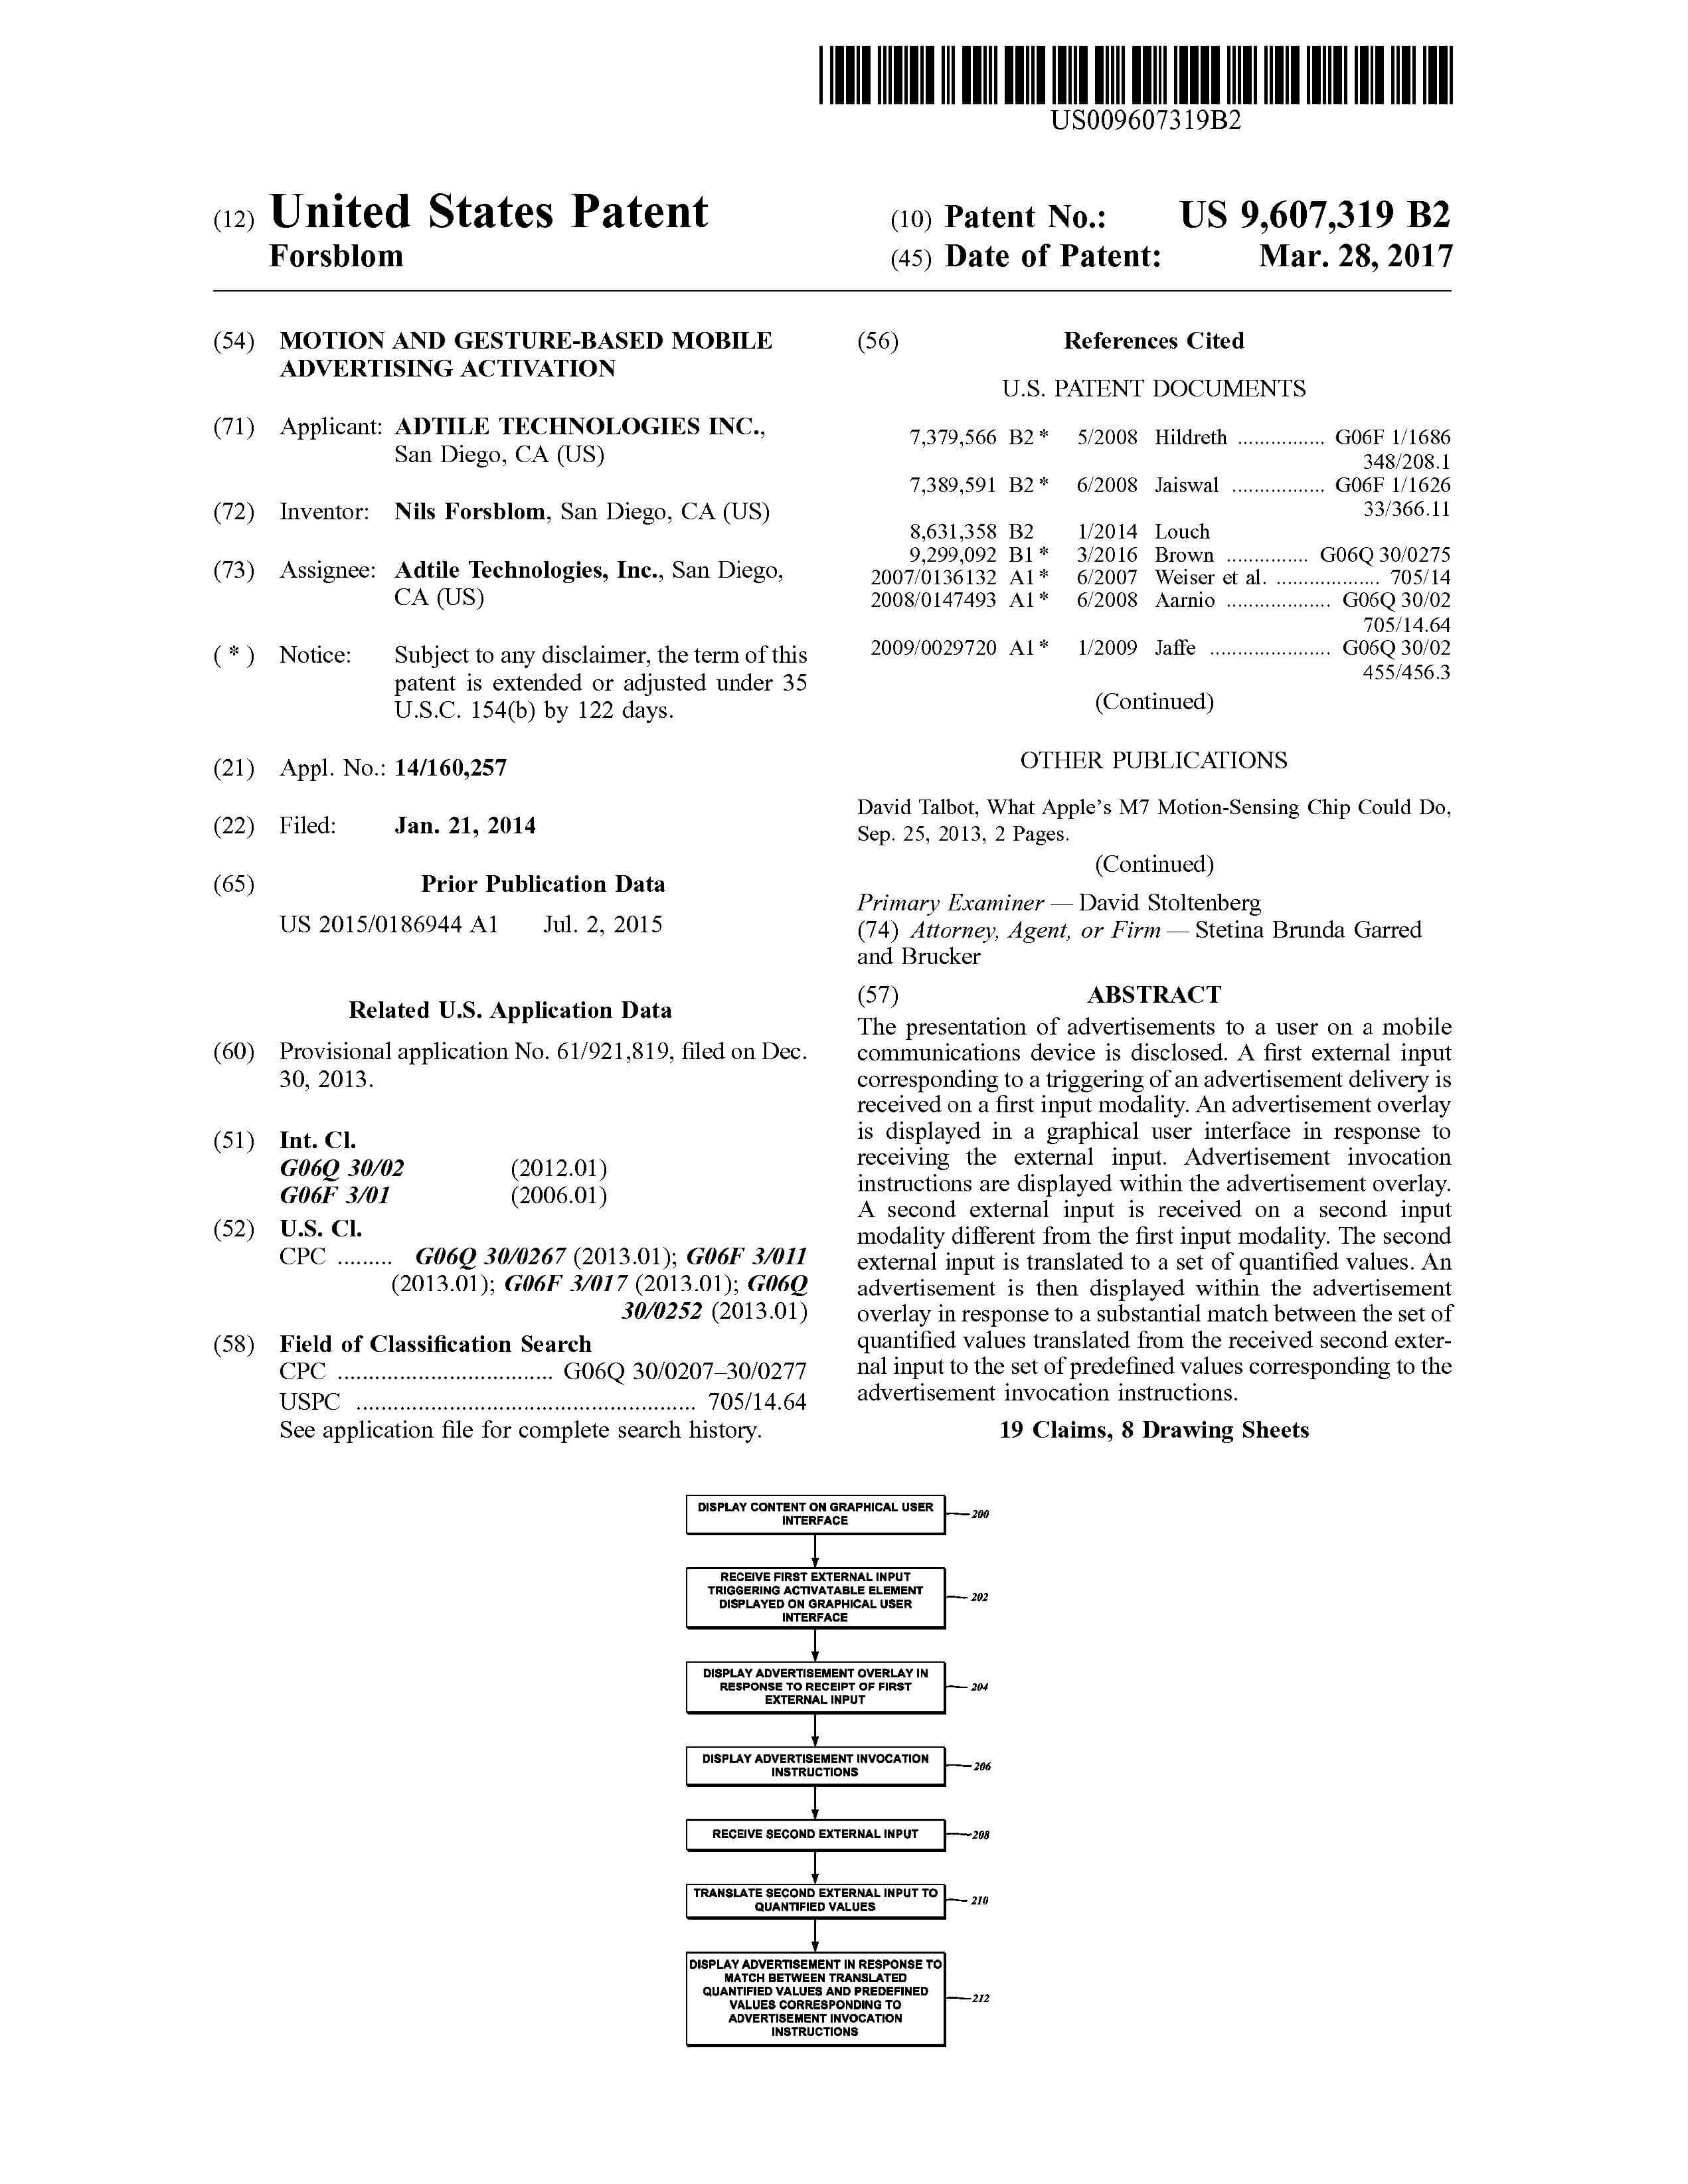 US009607319B2
(12) United States Patent
Forsblom
(10) Patent No.: US 9,607,319 B2
(45) Date of Patent: Mar. 28, 2017
(54) MOTION AND GESTURE-BASED MOBILE
ADVERTISING ACTIVATION
(71) Applicant: ADTILE TECHNOLOGIES INC.,
San Diego, CA (US)
(72) Inventor: Nils Forsblom, San Diego, CA (US)
(73) Assignee: Adtile Technologies, Inc., San Diego,
CA (US)
( * ) Notice: Subject to any disclaimer, the term of this
patent is extended or adjusted under 35
U.S.C. 154(b) by 122 days.
(21) Appl. No.: 14/160,257
(22) Filed: Jan. 21, 2014
(65) Prior Publication Data
US 2015/0186944 A1 Jul. 2, 2015
Related U.S. Application Data
(60) Provisional application No. 61/921,819, filed on Dec.
30, 2013.
(51) Int. Cl.
G06Q 30/02 (2012.01)
G06F 3/01 (2006.01)
(52) U.S. Cl.
CPC ......... G06Q 30/0267 (2013.01); G06F 3/011
(2013.01); G06F 3/017 (2013.01); G06Q
30/0252 (2013.01)
(58) Field of Classification Search
CPC ................................... G06Q 30/0207–30/0277
USPC ...................................................... 705/14.64
See application file for complete search history.
(56) References Cited
U.S. PATENT DOCUMENTS
7,379,566 B2 * 5/2008 Hildreth ................ G06F 1/1686
348/208.1
7,389,591 B2 * 6/2008 Jaiswal ................. G06F 1/1626
33/366.11
8,631,358 B2 1/2014 Louch
9,299,092 B1 * 3/2016 Brown ............... G06Q 30/0275
2007/0136132 A1 * 6/2007 Weiser et al. ................... 705/14
2008/0147493 A1 * 6/2008 Aarnio ................... G06Q 30/02
705/14.64
2009/0029720 A1 * 1/2009 Jaffe ...................... G06Q 30/02
455/456.3
(Continued)
OTHER PUBLICATIONS
David Talbot, What Apple's M7 Motion-Sensing Chip Could Do,
Sep. 25, 2013, 2 Pages.
(Continued)
Primary Examiner — David Stoltenberg
(74) Attorney, Agent, or Firm — Stetina Brunda Garred
and Brucker
(57) ABSTRACT
The presentation of advertisements to a user on a mobile
communications device is disclosed. A first external input
corresponding to a triggering of an advertisement delivery is
received on a first input modality. An advertisement overlay
is displayed in a graphical user interface in response to
receiving the external input. Advertisement invocation
instructions are displayed within the advertisement overlay.
A second external input is received on a second input
modality different from the first input modality. The second
external input is translated to a set of quantified values. An
advertisement is then displayed within the advertisement
overlay in response to a substantial match between the set of
quantified values translated from the received second exter-
nal input to the set of predefined values corresponding to the
advertisement invocation instructions.
19 Claims, 8 Drawing Sheets
DISPLAY CONTENT ON GRAPHICAL USER
INTERFACE
200
RECEIVE FIRST EXTERNAL INPUT
TRIGGERING ACTIVATABLE ELEMENT
DISPLAYED ON GRAPHICAL USER
INTERFACE
202
DISPLAY ADVERTISEMENT OVERLAY IN
RESPONSE TO RECEIPT OF FIRST
EXTERNAL INPUT
204
DISPLAY ADVERTISEMENT INVOCATION
INSTRUCTIONS
206
RECEIVE SECOND EXTERNAL INPUT
208
TRANSLATE SECOND EXTERNAL INPUT TO
QUANTIFIED VALUES
210
DISPLAY ADVERTISEMENT IN RESPONSE TO
MATCH BETWEEN TRANSLATED
QUANTIFIED VALUES AND PREDEFINED
VALUES CORRESPONDING TO
ADVERTISEMENT INVOCATION
INSTRUCTIONS
212